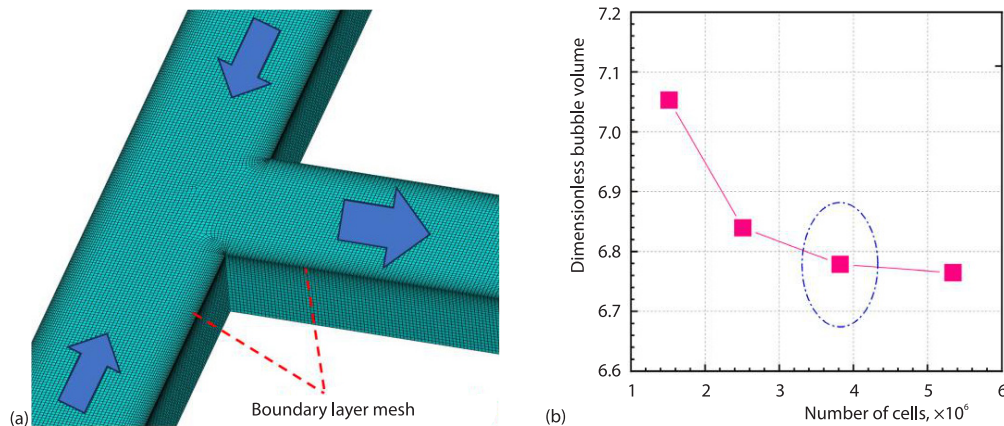 (a)
Boundary layer mesh
(b)
Dimensionless bubble volume
7.2
7.1
7.0
6.9
6.8
6.7
6.6
1 2 3 4 5 6
Number of cells, ×10⁶